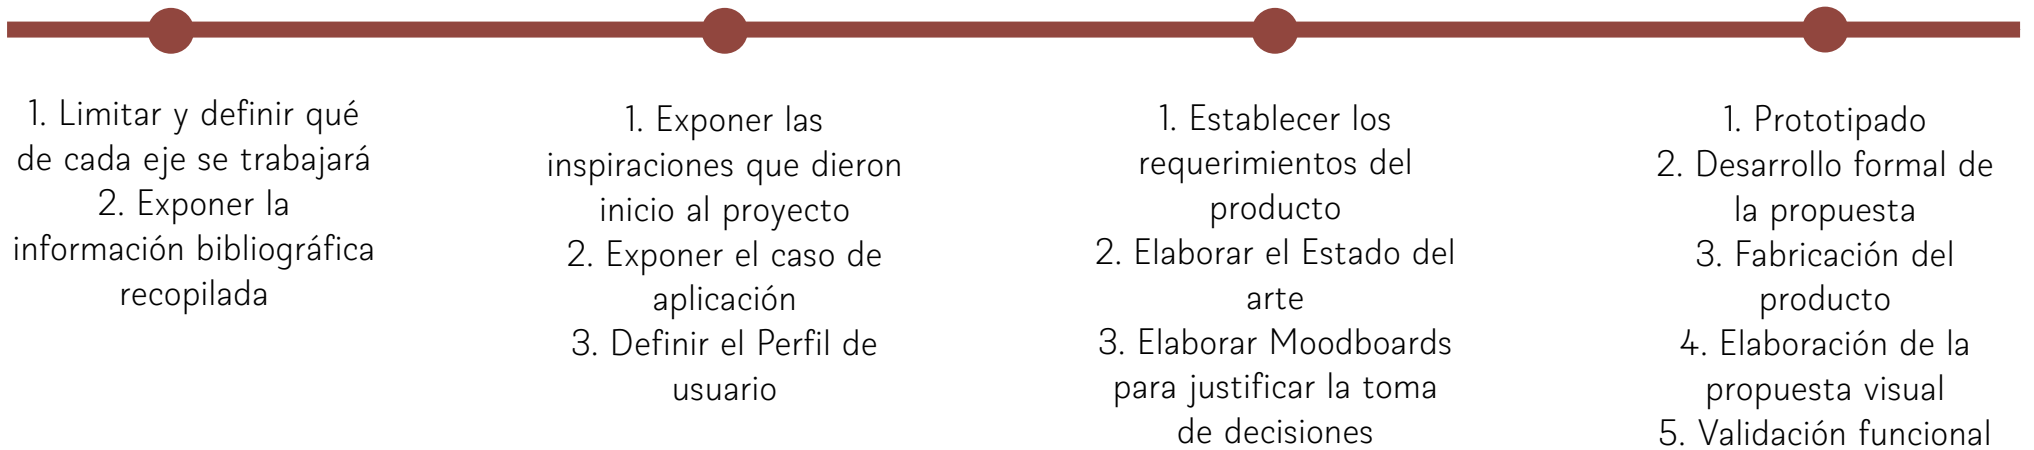 1. Limitar y definir qué
de cada eje se trabajará
2. Exponer la
información bibliográfica
recopilada
1. Exponer las
inspiraciones que dieron
inicio al proyecto
2. Exponer el caso de
aplicación
3. Definir el Perfil de
usuario
1. Establecer los
requerimientos del
producto
2. Elaborar el Estado del
arte
3. Elaborar Moodboards
para justificar la toma
de decisiones
1. Prototipado
2. Desarrollo formal de
la propuesta
3. Fabricación del
producto
4. Elaboración de la
propuesta visual
5. Validación funcional